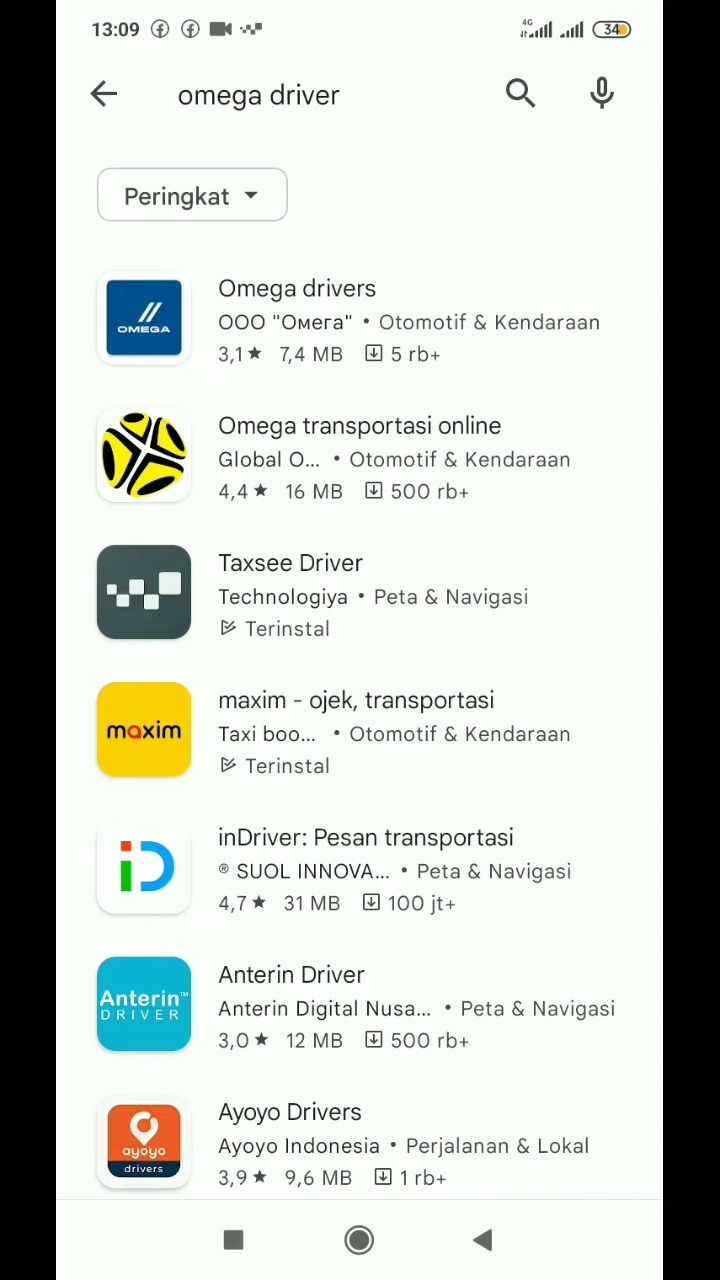 13:09
4G
34
omega driver
Peringkat
OMEGA
Omega drivers
ООО "Омега" • Otomotif & Kendaraan
3,1★ 7,4 MB 5 rb+
Omega transportasi online
Global O... • Otomotif & Kendaraan
4,4★ 16 MB 500 rb+
Taxsee Driver
Technologiya • Peta & Navigasi
Terinstal
maxim
maxim - ojek, transportasi
Taxi boo... • Otomotif & Kendaraan
Terinstal
iD
inDriver: Pesan transportasi
® SUOL INNOVA... • Peta & Navigasi
4,7★ 31 MB 100 jt+
Anterin™
DRIVER
Anterin Driver
Anterin Digital Nusa... • Peta & Navigasi
3,0★ 12 MB 500 rb+
ayoyo
drivers
Ayoyo Drivers
Ayoyo Indonesia • Perjalanan & Lokal
3,9★ 9,6 MB 1 rb+